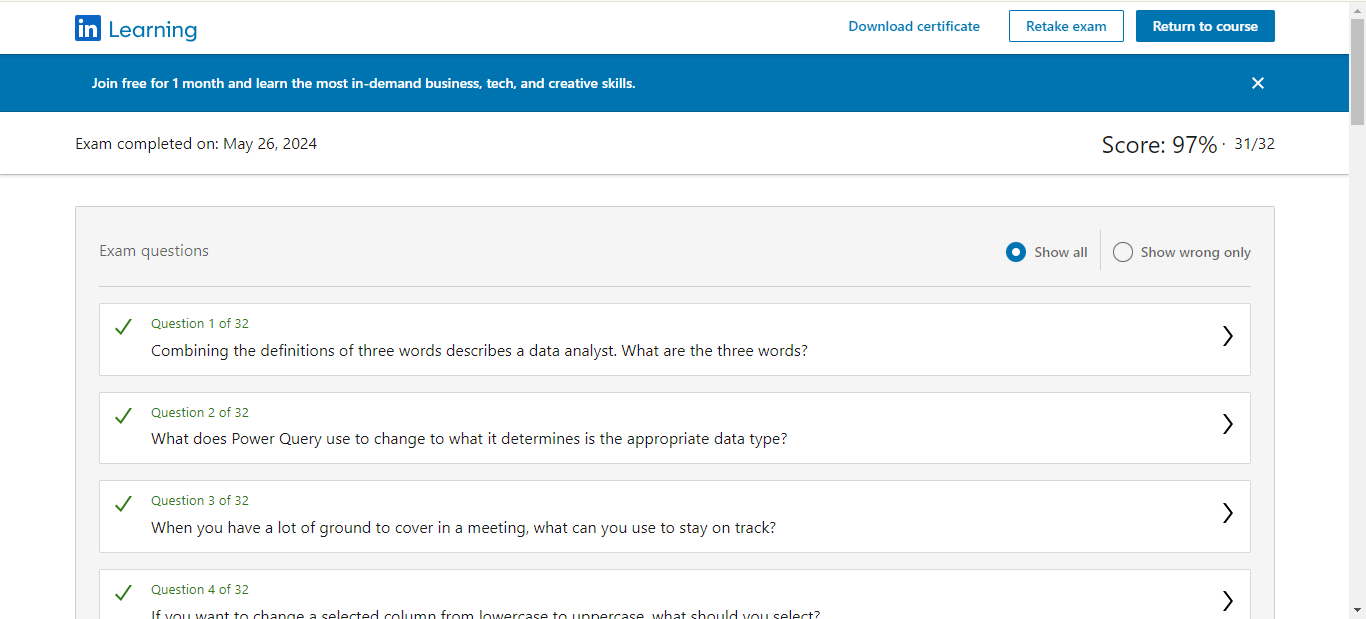 in Learning
Download certificate
Retake exam
Return to course
Join free for 1 month and learn the most in-demand business, tech, and creative skills.
Exam completed on: May 26, 2024
Score: 97% · 31/32
Exam questions
Show all
Show wrong only
Question 1 of 32
Combining the definitions of three words describes a data analyst. What are the three words?
Question 2 of 32
What does Power Query use to change to what it determines is the appropriate data type?
Question 3 of 32
When you have a lot of ground to cover in a meeting, what can you use to stay on track?
Question 4 of 32
If you want to change a selected column from lowercase to uppercase, what should you select?